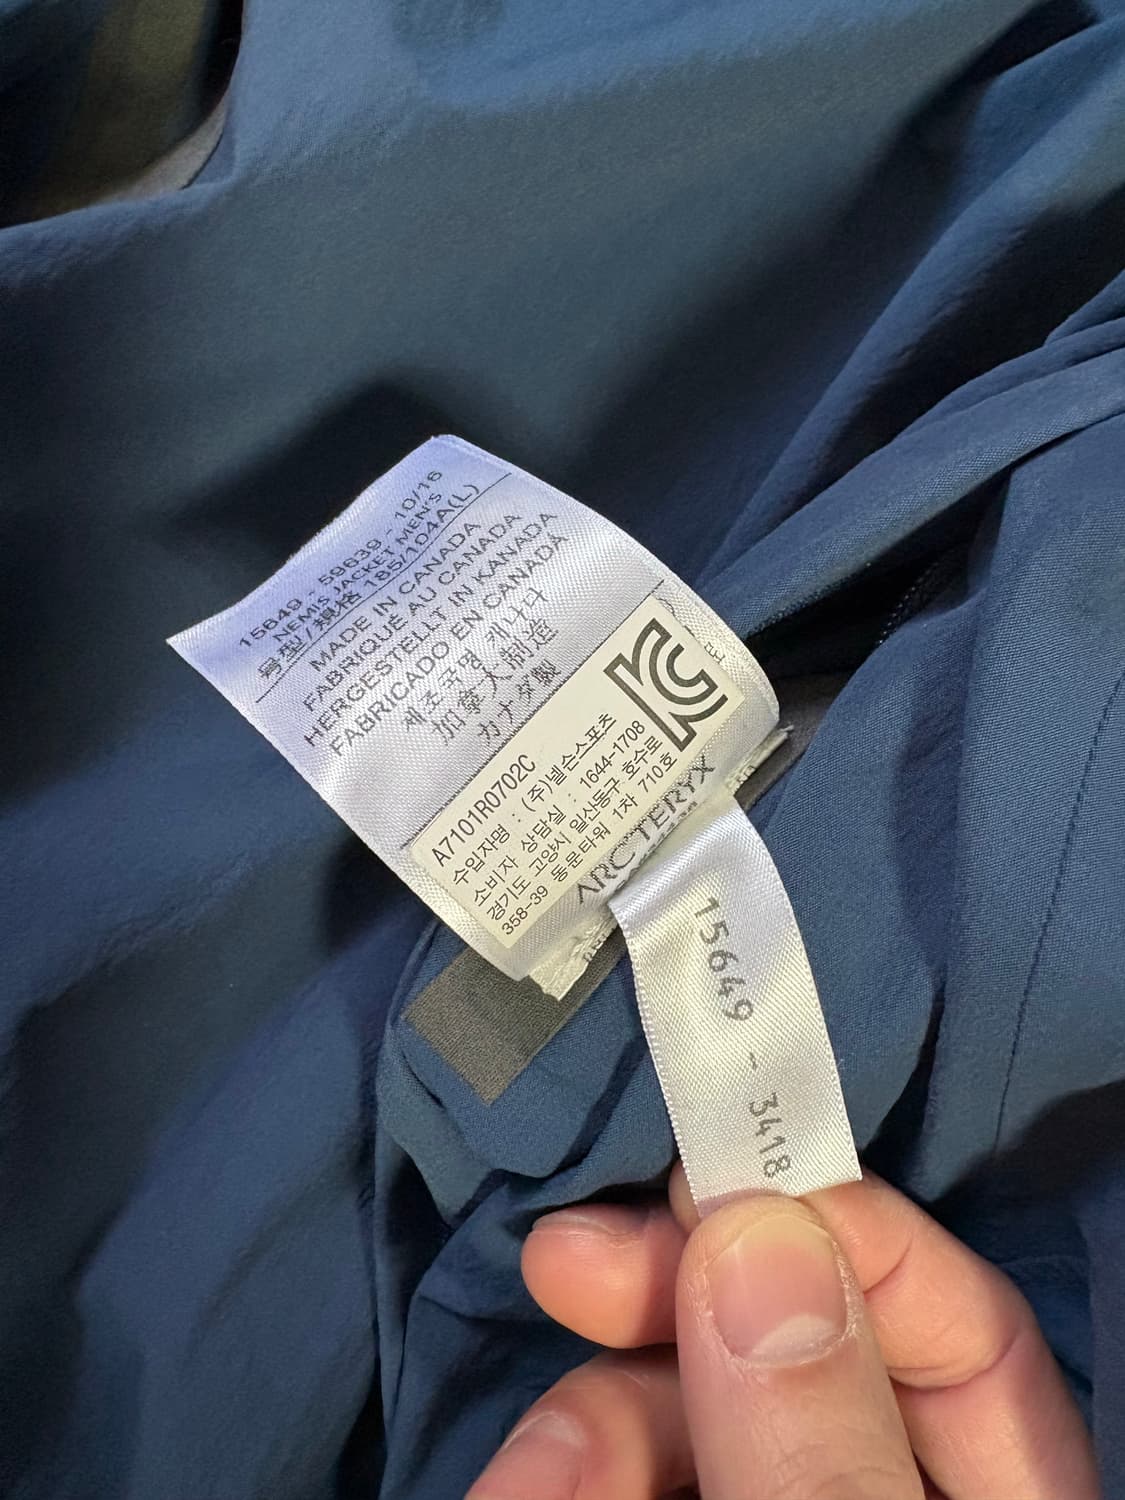 15649 - 59639 - 10/16
NEMIS JACKET MEN'S
号型/規格 185/104A(L)
MADE IN CANADA
FABRIQUÉ AU CANADA
HERGESTELLT IN KANADA
FABRICADO EN CANADÁ
제조국명 캐나다
加拿大制造
カナダ製
A7101R0702C
수입자명 : (주)넬슨스포츠
소비자 상담실 : 1644-1708
경기도 고양시 일산동구 호수로
358-39 동문타워 1차 710호
ARC'TERYX
15649 - 3418